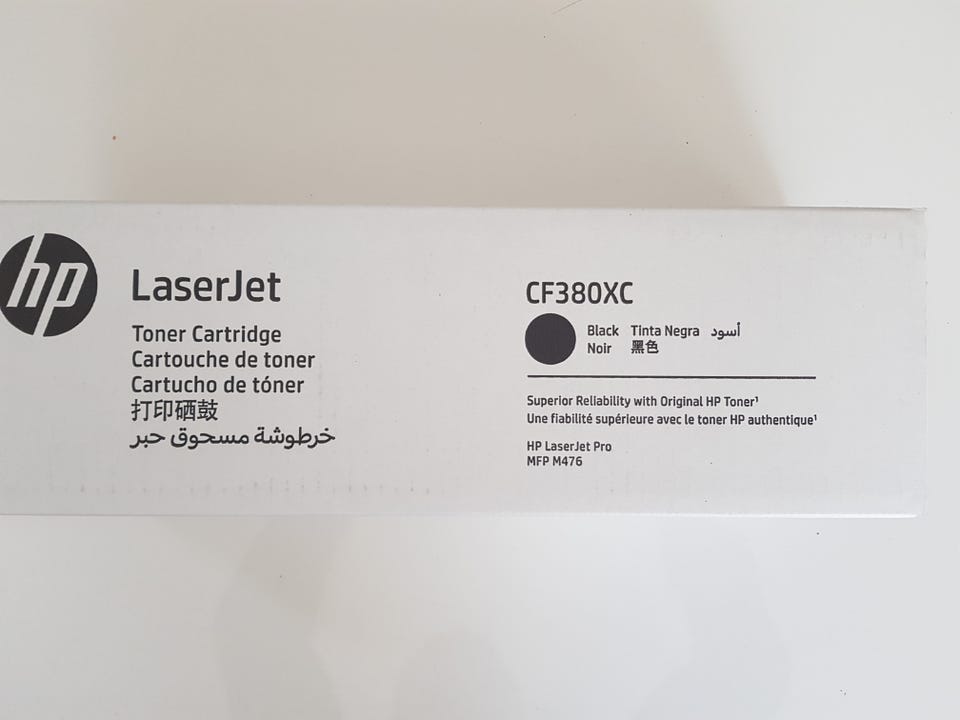 hp
LaserJet
Toner Cartridge
Cartouche de toner
Cartucho de tóner
打印硒鼓
خرطوشة مسحوق حبر
CF380XC
Black Tinta Negra أسود
Noir 黑色
Superior Reliability with Original HP Toner¹
Une fiabilité supérieure avec le toner HP authentique¹
HP LaserJet Pro
MFP M476